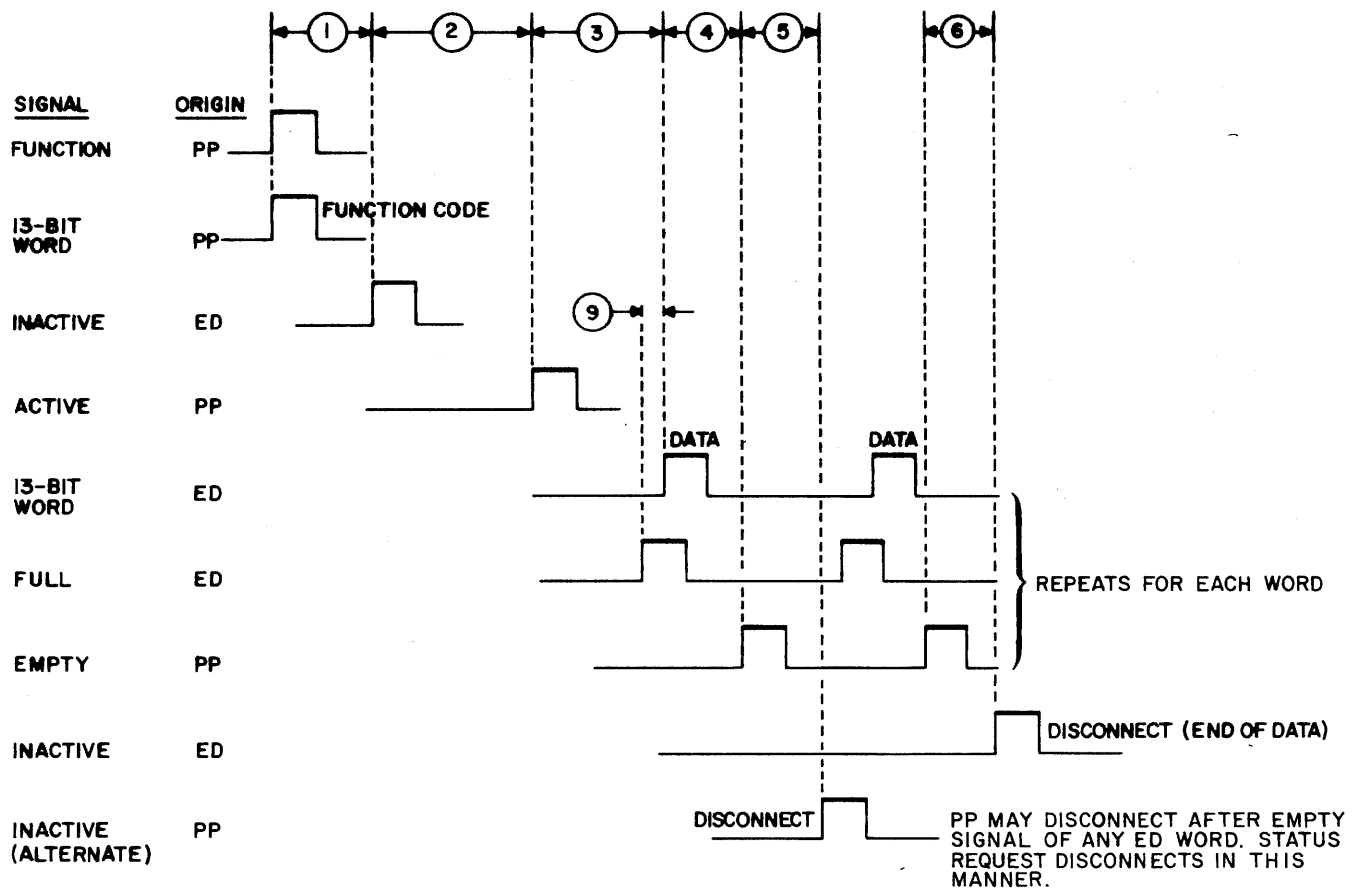 1 2 3 4 5 6
SIGNAL ORIGIN
FUNCTION PP
13-BIT WORD PP FUNCTION CODE
INACTIVE ED 9
ACTIVE PP
DATA DATA
13-BIT WORD ED
FULL ED
REPEATS FOR EACH WORD
EMPTY PP
INACTIVE ED DISCONNECT (END OF DATA)
INACTIVE (ALTERNATE) PP DISCONNECT
PP MAY DISCONNECT AFTER EMPTY
SIGNAL OF ANY ED WORD. STATUS
REQUEST DISCONNECTS IN THIS
MANNER.